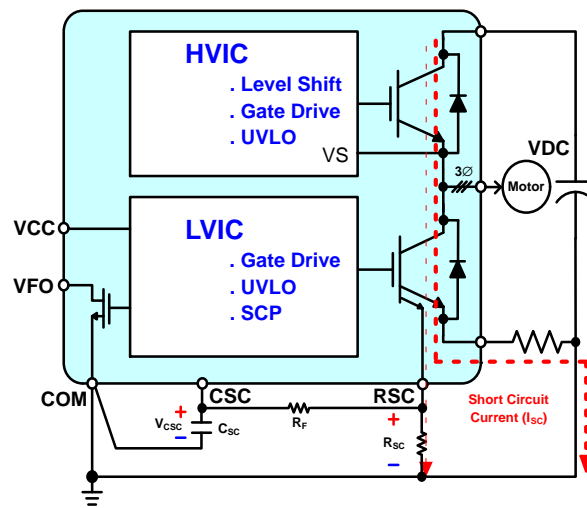 HVIC
. Level Shift
. Gate Drive
. UVLO
VS
VDC
3Ø
Motor
LVIC
. Gate Drive
. UVLO
. SCP
VCC
VFO
COM
CSC
RSC
Short Circuit
Current (ISC)
+
VCSC
−
CSC
RF
+
RSC
−